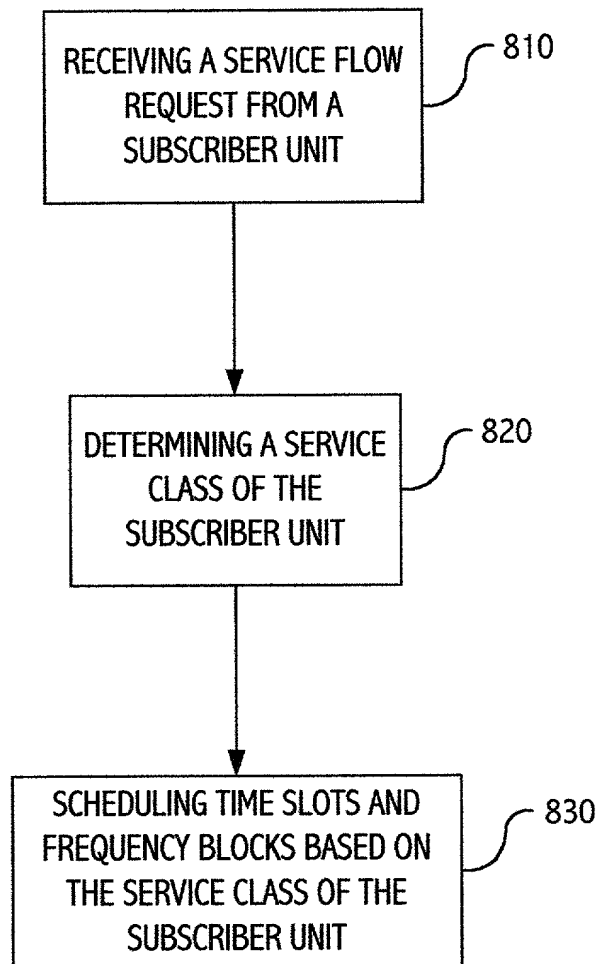 RECEIVING A SERVICE FLOW
REQUEST FROM A
SUBSCRIBER UNIT
810
DETERMINING A SERVICE
CLASS OF THE
SUBSCRIBER UNIT
820
SCHEDULING TIME SLOTS AND
FREQUENCY BLOCKS BASED ON
THE SERVICE CLASS OF THE
SUBSCRIBER UNIT
830